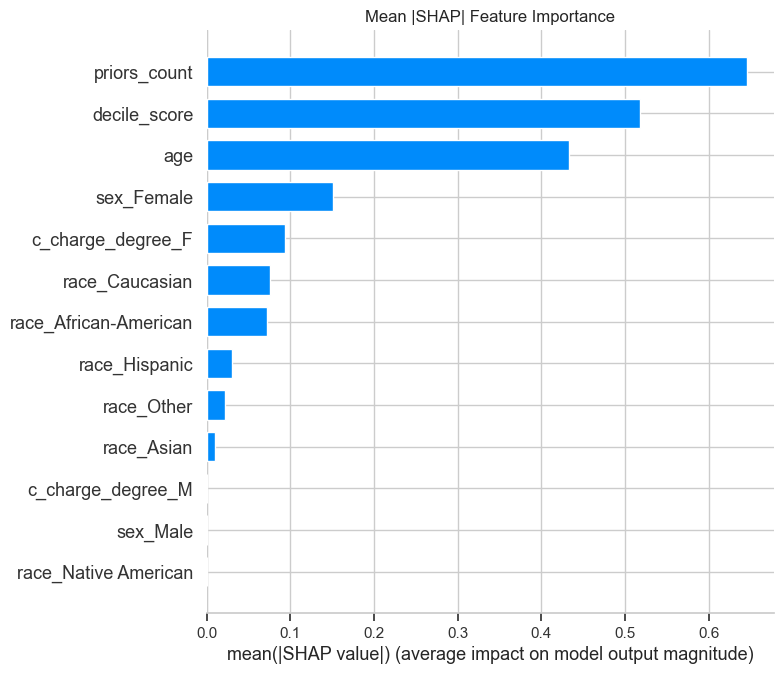 Mean |SHAP| Feature Importance
priors_count
decile_score
age
sex_Female
c_charge_degree_F
race_Caucasian
race_African-American
race_Hispanic
race_Other
race_Asian
c_charge_degree_M
sex_Male
race_Native American
0.0 0.1 0.2 0.3 0.4 0.5 0.6
mean(|SHAP value|) (average impact on model output magnitude)